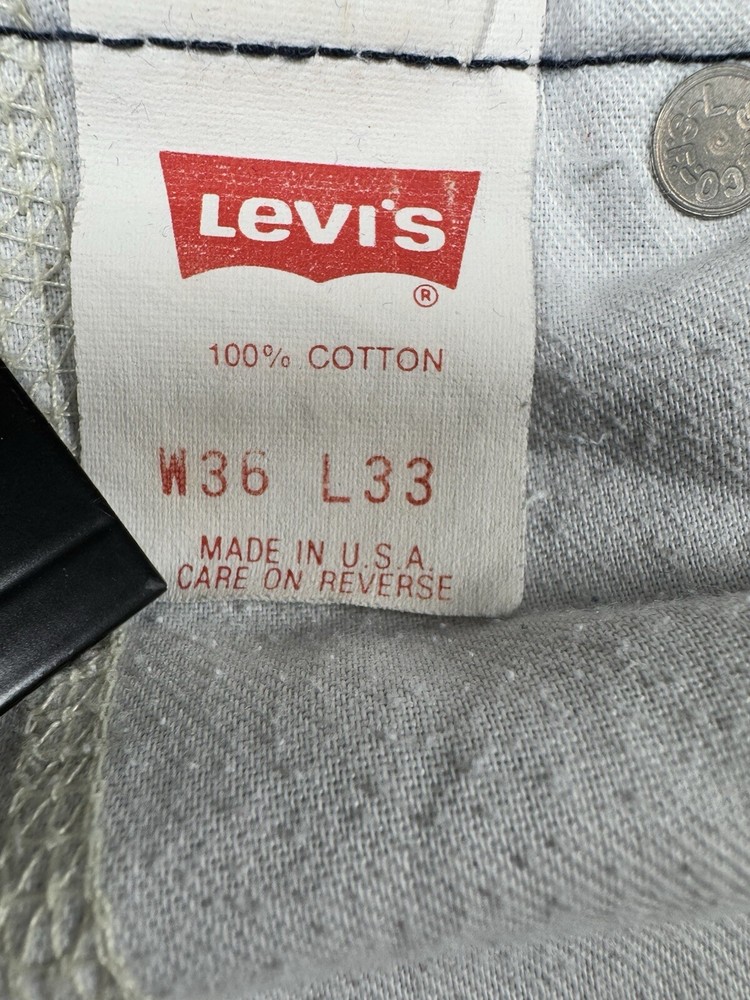 Levi's
®
100% COTTON
W36 L33
MADE IN U.S.A.
CARE ON REVERSE